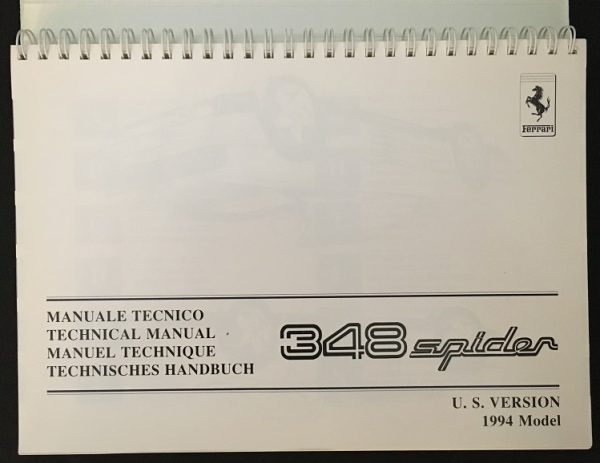 Ferrari
MANUALE TECNICO
TECHNICAL MANUAL
MANUEL TECHNIQUE
TECHNISCHES HANDBUCH
348 spider
U. S. VERSION
1994 Model